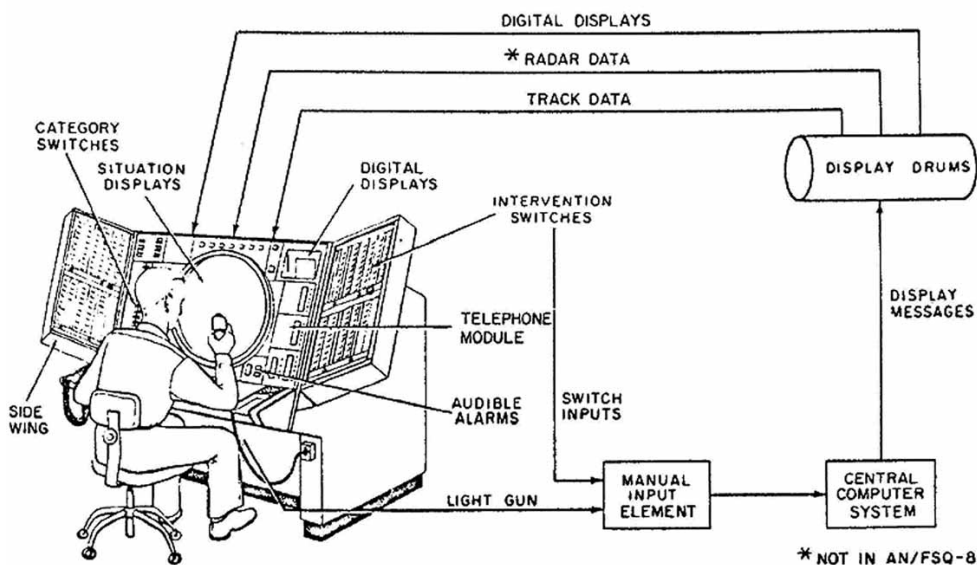 DIGITAL DISPLAYS
* RADAR DATA
TRACK DATA
CATEGORY
SWITCHES
SITUATION
DISPLAYS
DIGITAL
DISPLAYS
INTERVENTION
SWITCHES
DISPLAY DRUMS
DISPLAY
MESSAGES
TELEPHONE
MODULE
SIDE
WING
AUDIBLE
ALARMS
SWITCH
INPUTS
LIGHT GUN
MANUAL
INPUT
ELEMENT
CENTRAL
COMPUTER
SYSTEM
* NOT IN AN/FSQ-8